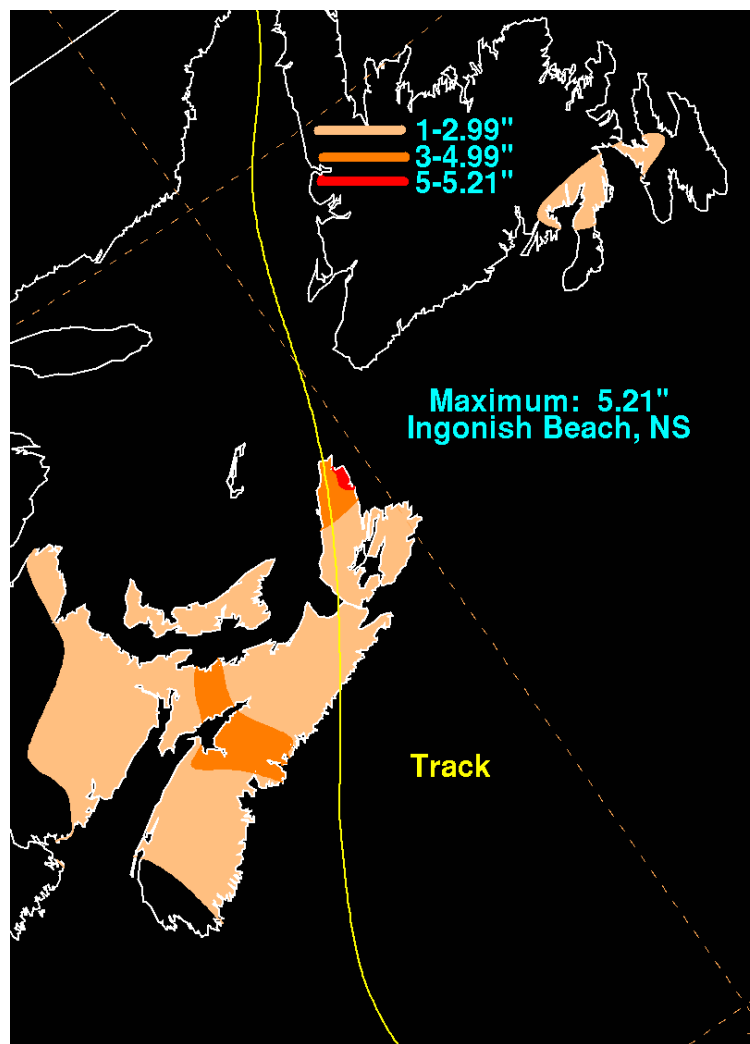 1-2.99"
3-4.99"
5-5.21"
Maximum: 5.21"
Ingonish Beach, NS
Track